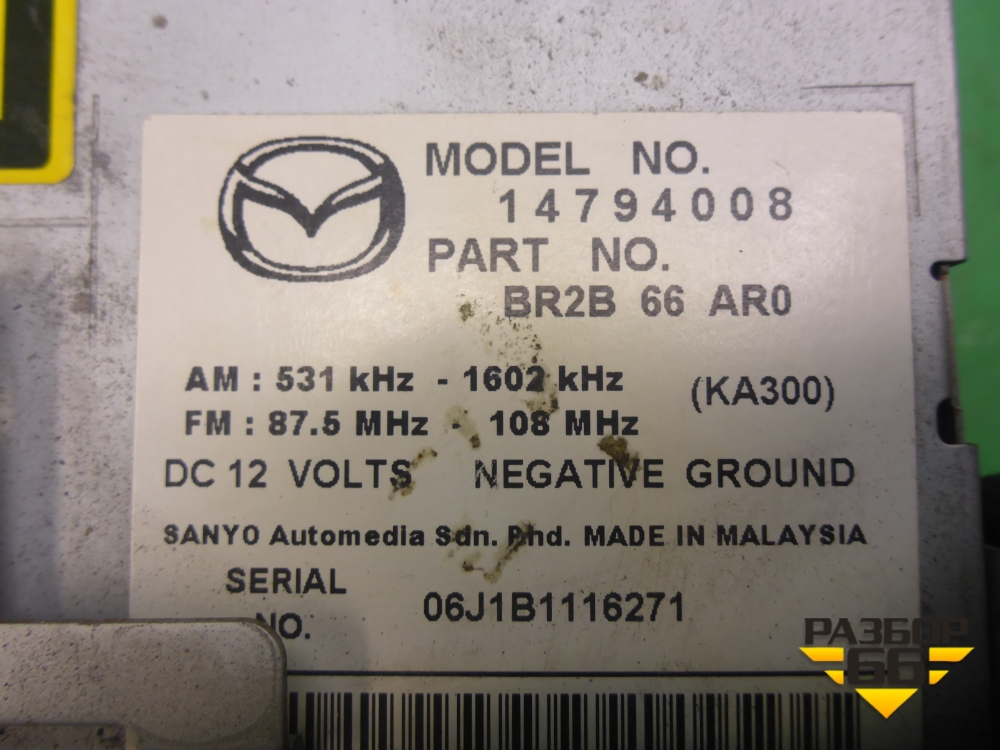 MODEL NO.
14794008
PART NO.
BR2B 66 AR0
AM : 531 kHz - 1602 kHz (KA300)
FM : 87.5 MHz - 108 MHz
DC 12 VOLTS NEGATIVE GROUND
SANYO Automedia Sdn. Bhd. MADE IN MALAYSIA
SERIAL
NO. 06J1B1116271
РАЗБОР
66